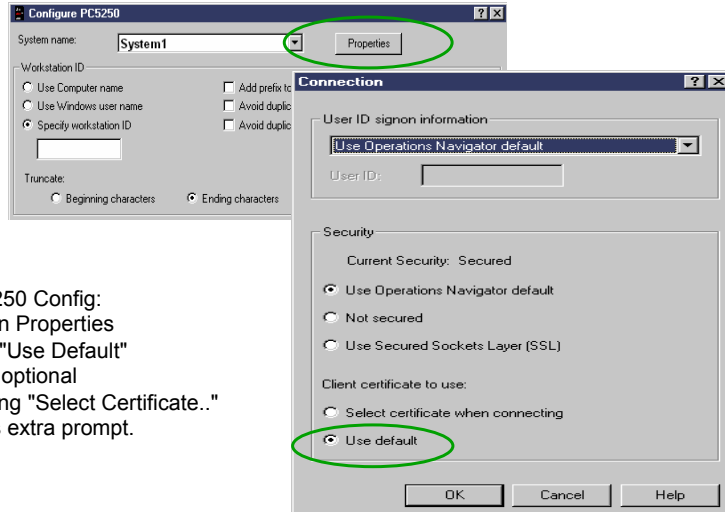 Configure PC5250
System name: System1 Properties
Workstation ID
Use Computer name Add prefix
Use Windows user name Avoid
Specify workstation ID Avoid
Truncate:
Beginning characters Ending characters
Connection
User ID signon information
Use Operations Navigator default
User ID:
Security
Current Security: Secured
Use Operations Navigator default
Not secured
Use Secured Sockets Layer (SSL)
Client certificate to use:
Select certificate when connecting
Use default
OK Cancel Help
250 Config:
n Properties
"Use Default"
optional
ng "Select Certificate.."
s extra prompt.